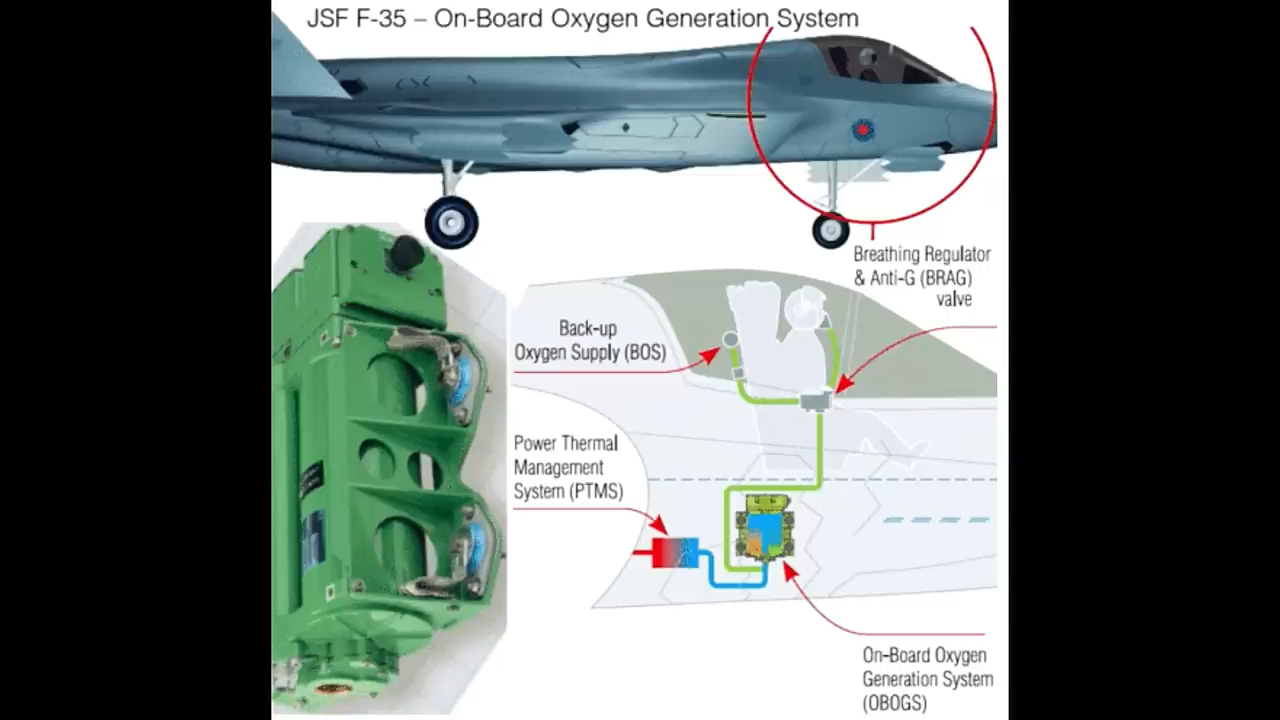 JSF F-35 – On-Board Oxygen Generation System
Breathing Regulator
& Anti-G (BRAG)
valve
Back-up
Oxygen Supply (BOS)
Power Thermal
Management
System (PTMS)
On-Board Oxygen
Generation System
(OBOGS)